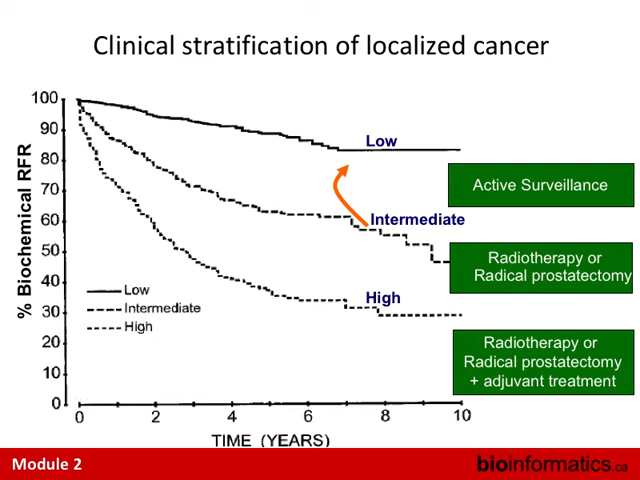 Clinical stratification of localized cancer
% Biochemical RFR
100
90
80
70
60
50
40
30
20
10
0
Low
Intermediate
High
Low
Intermediate
High
Active Surveillance
Radiotherapy or
Radical prostatectomy
Radiotherapy or
Radical prostatectomy
+ adjuvant treatment
0
2
4
6
8
10
TIME (YEARS)
Module 2
bioinformatics.ca